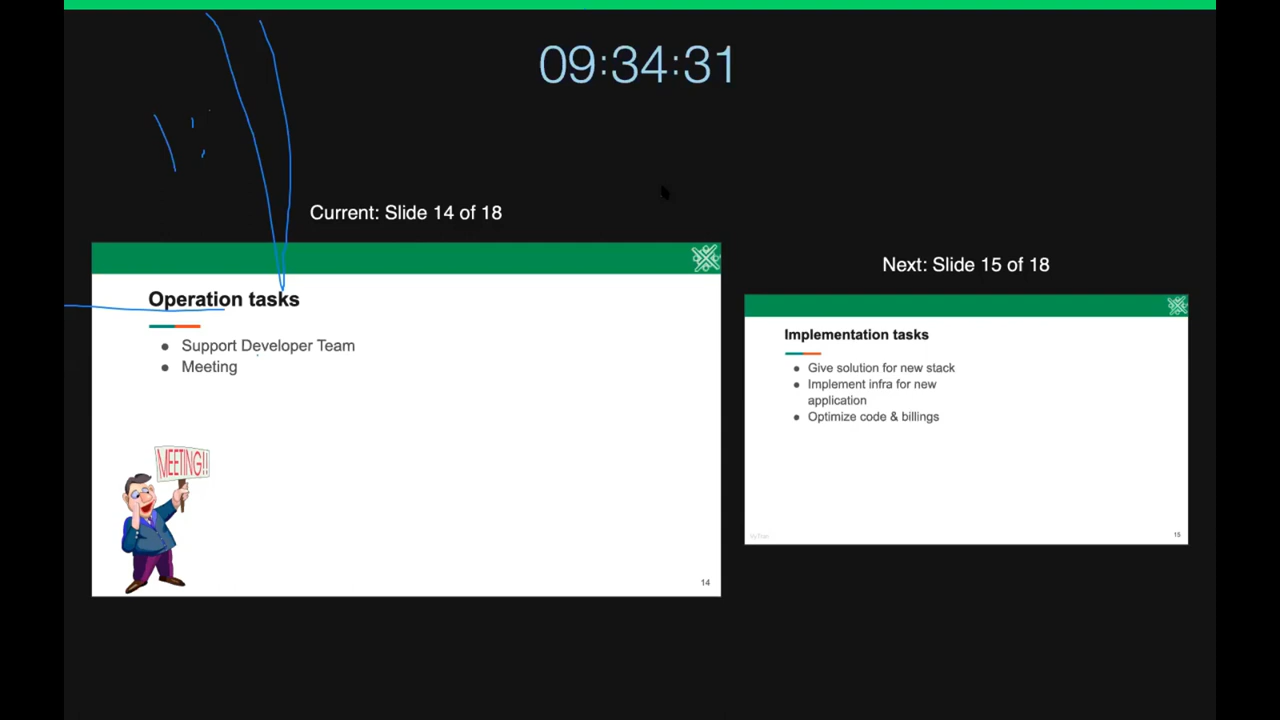 09:34:31
Current: Slide 14 of 18
Operation tasks
● Support Developer Team
● Meeting
MEETING!!
14
Next: Slide 15 of 18
Implementation tasks
● Give solution for new stack
● Implement infra for new
application
● Optimize code & billings
15